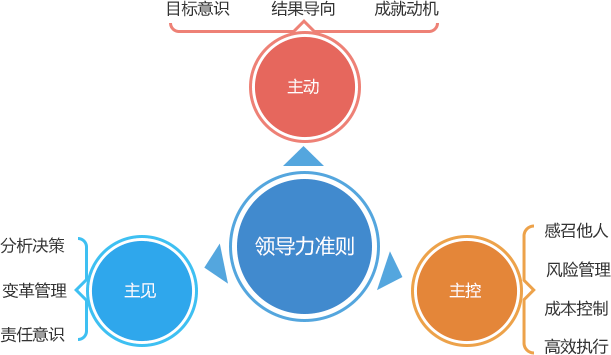 目标意识 结果导向 成就动机
主动
领导力准则
分析决策
变革管理
责任意识
主见
主控
感召他人
风险管理
成本控制
高效执行